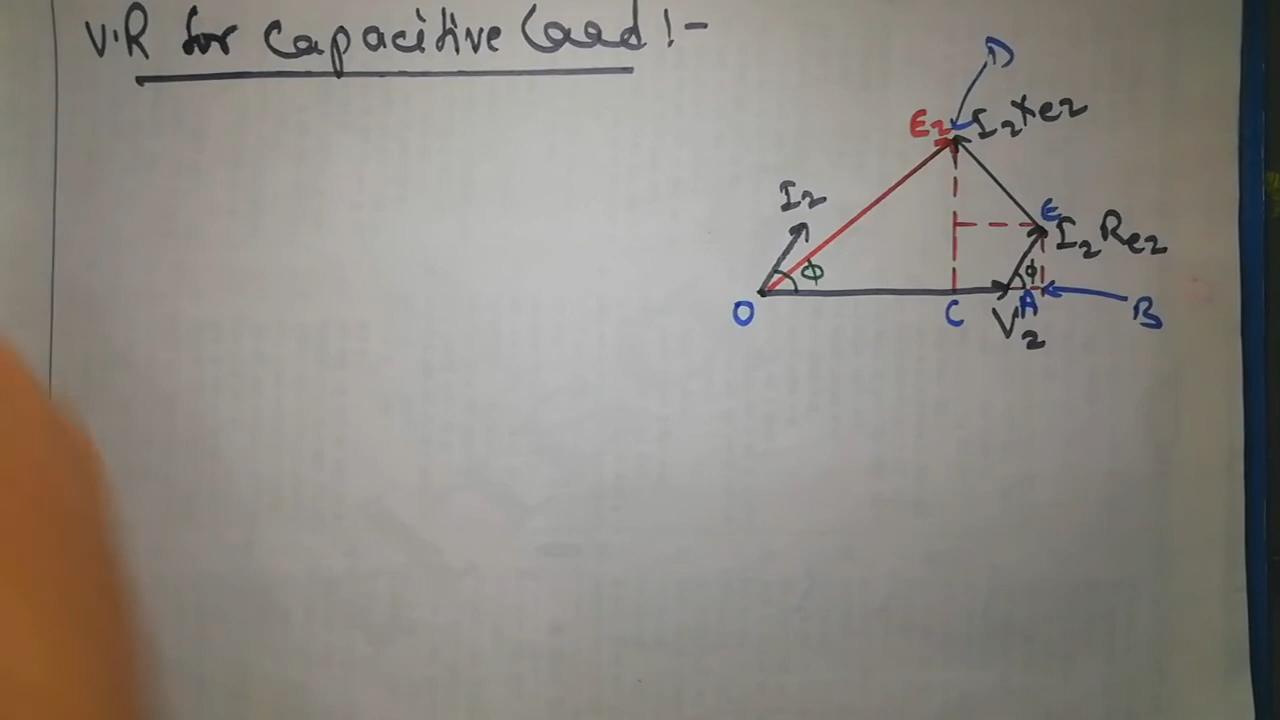 V.R for Capacitive Load :-
D
E2 I2Xe2
I2
E
I2Re2
ϕ ϕ
O C A B
V2